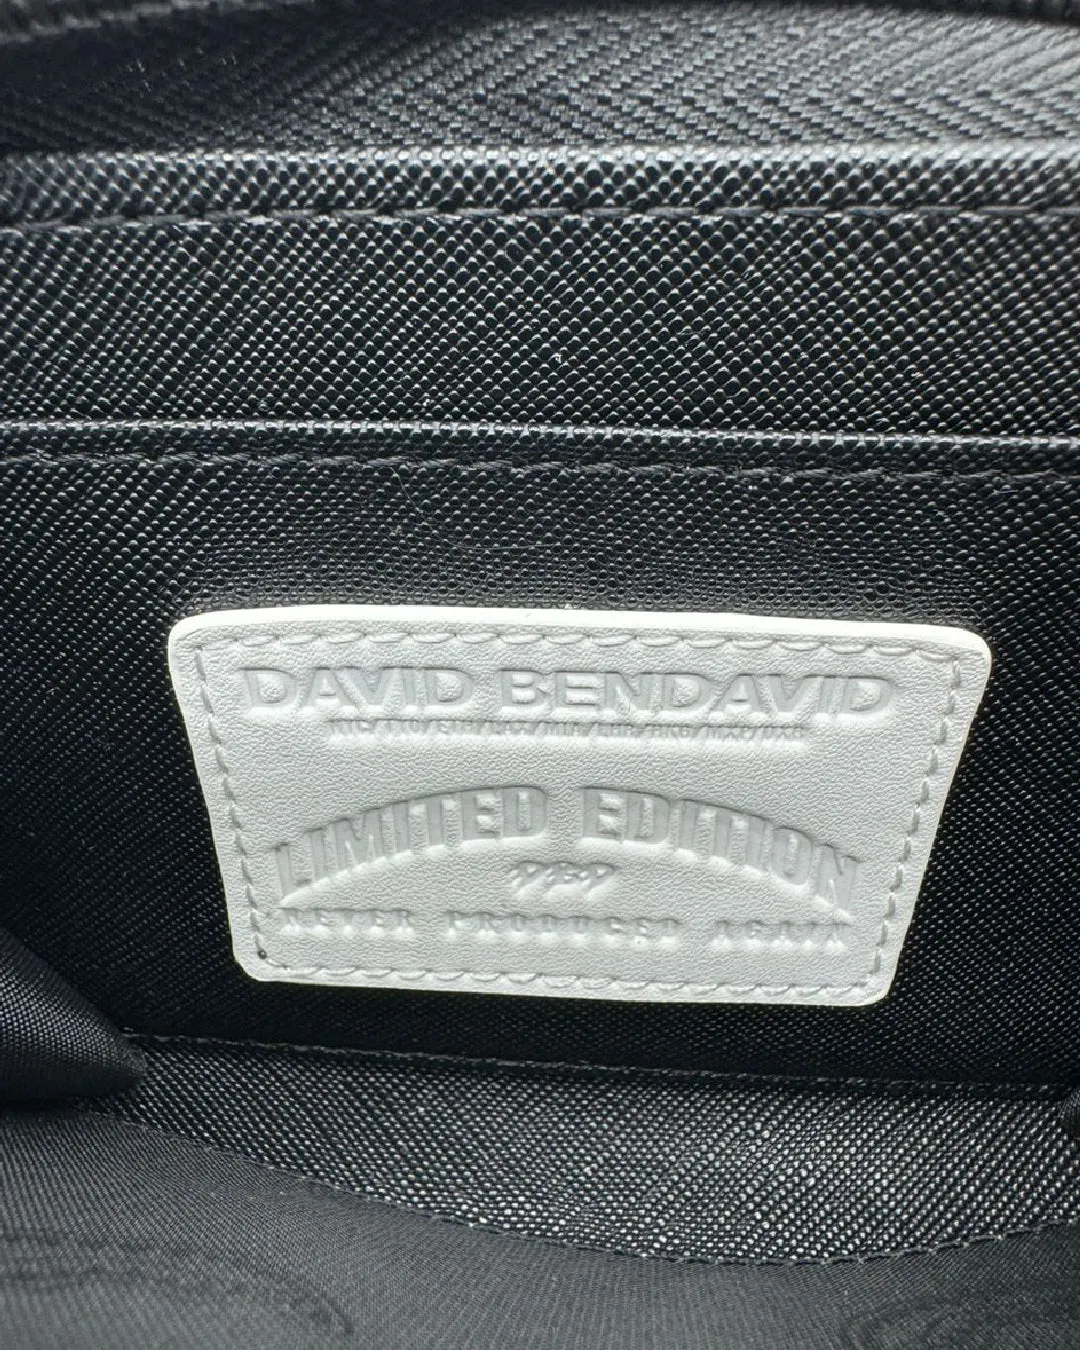 DAVID BENDAVID
LIMITED EDITION
NEVER PRODUCED AGAIN